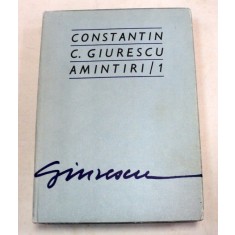 CONSTANTIN
C. GIURESCU
AMINTIRI/1
Giurescu